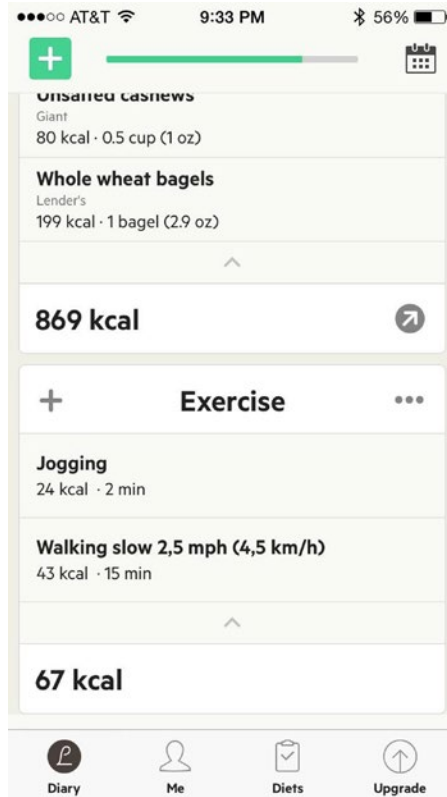 AT&T 9:33 PM 56%
Unsalted cashews
Giant
80 kcal · 0.5 cup (1 oz)
Whole wheat bagels
Lender's
199 kcal · 1 bagel (2.9 oz)
869 kcal
+ Exercise •••
Jogging
24 kcal · 2 min
Walking slow 2,5 mph (4,5 km/h)
43 kcal · 15 min
67 kcal
Diary Me Diets Upgrade